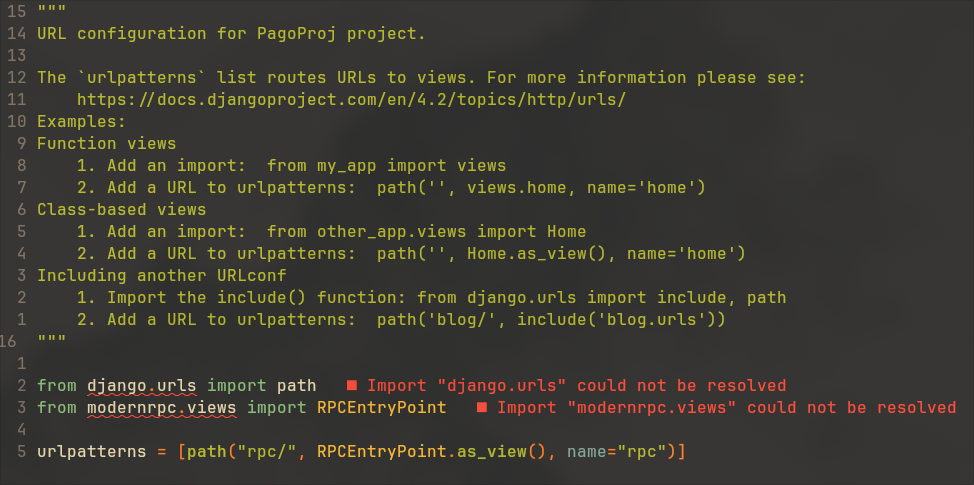 15 """
14 URL configuration for PagoProj project.
13
12 The `urlpatterns` list routes URLs to views. For more information please see:
11     https://docs.djangoproject.com/en/4.2/topics/http/urls/
10 Examples:
9 Function views
8     1. Add an import:  from my_app import views
7     2. Add a URL to urlpatterns:  path('', views.home, name='home')
6 Class-based views
5     1. Add an import:  from other_app.views import Home
4     2. Add a URL to urlpatterns:  path('', Home.as_view(), name='home')
3 Including another URLconf
2     1. Import the include() function: from django.urls import include, path
1     2. Add a URL to urlpatterns:  path('blog/', include('blog.urls'))
16 """
1
2 from django.urls import path   ■ Import "django.urls" could not be resolved
3 from modernrpc.views import RPCEntryPoint   ■ Import "modernrpc.views" could not be resolved
4
5 urlpatterns = [path("rpc/", RPCEntryPoint.as_view(), name="rpc")]